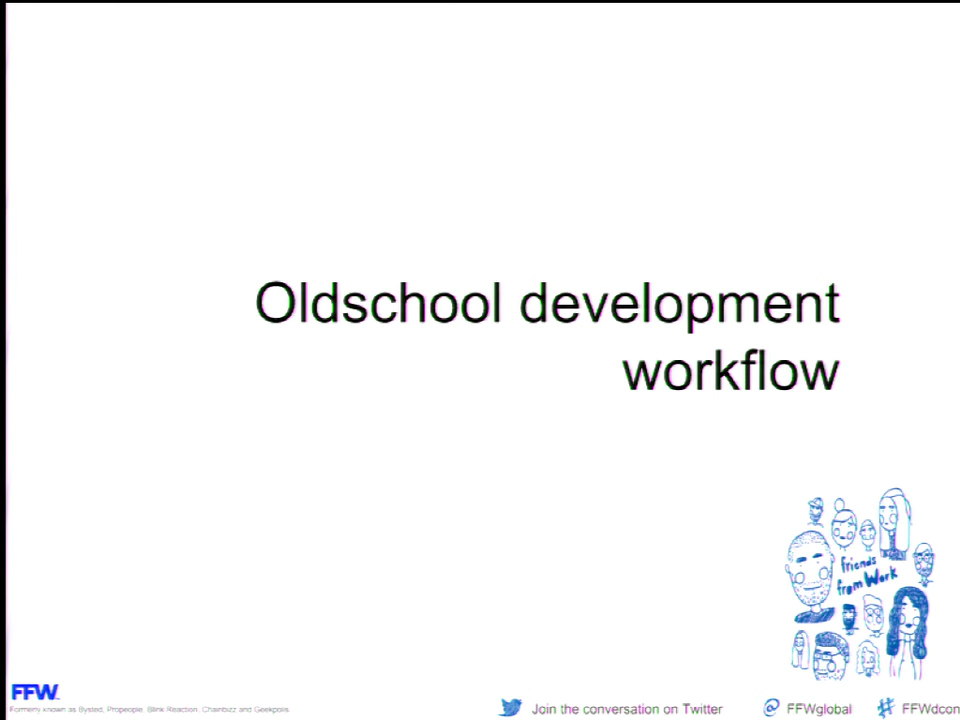 Oldschool development
workflow
friends
from Work
FFW
Formerly known as Bysted, Propeople, Blink Reaction, Chainbizz and Geekpolis
Join the conversation on Twitter
@ FFWglobal
# FFWdcon